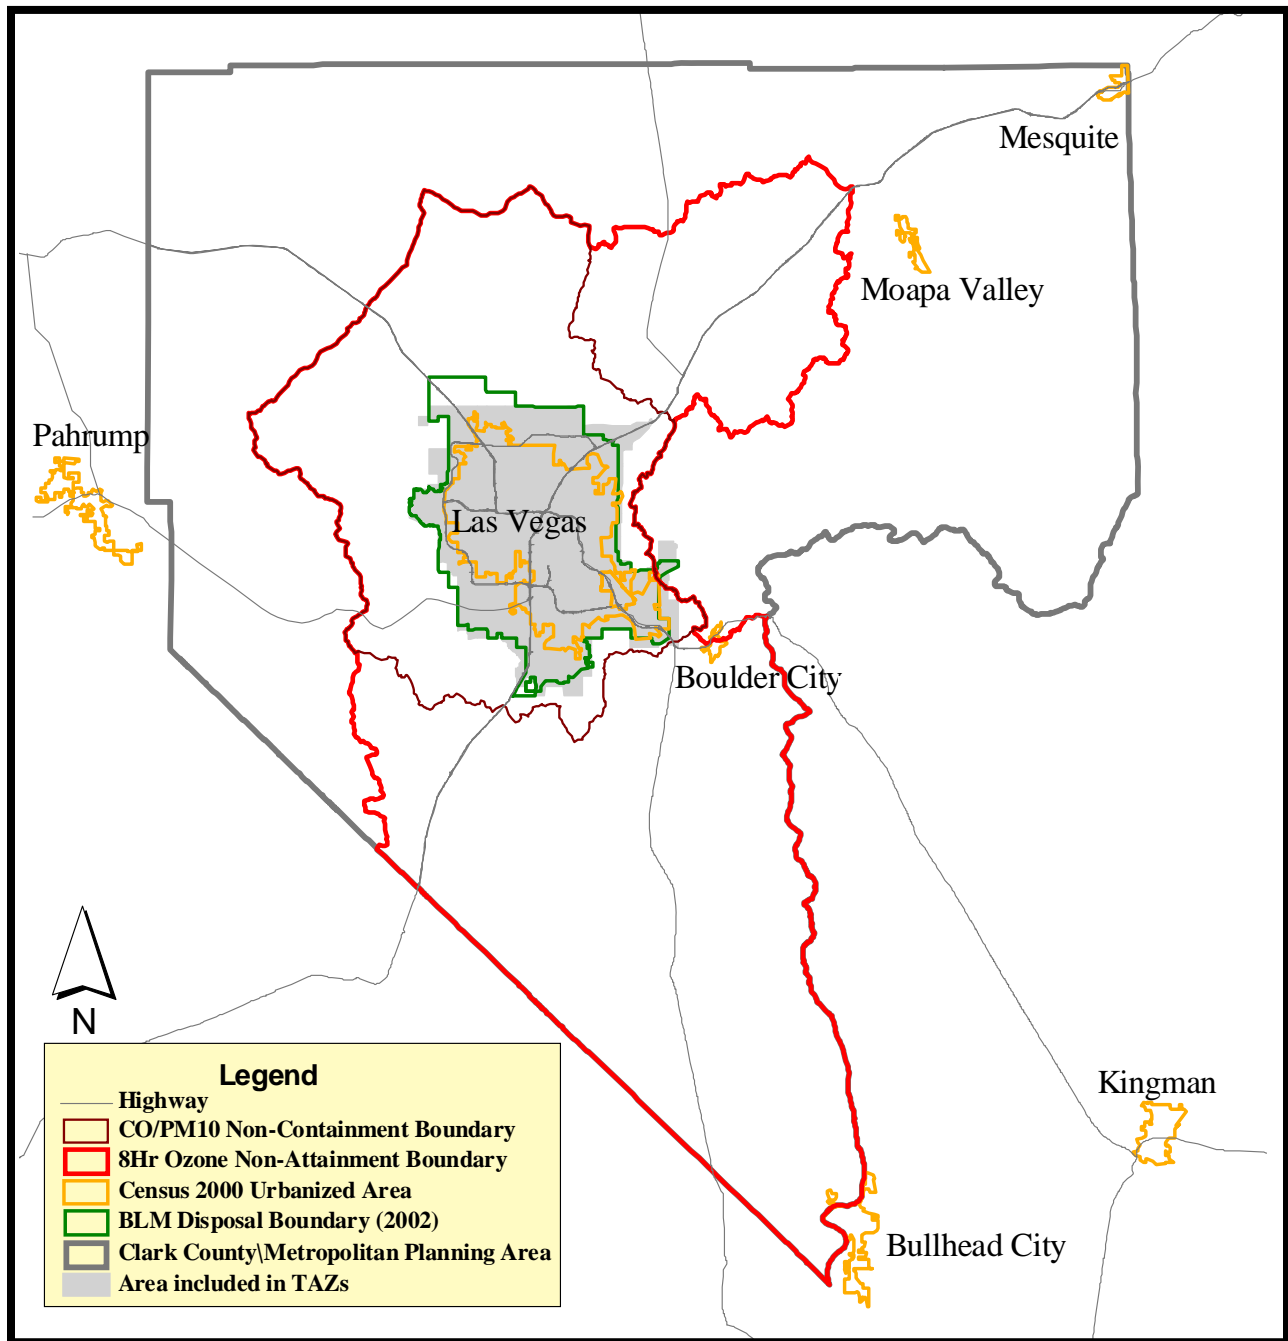 Mesquite
Moapa Valley
Pahrump
Las Vegas
Boulder City
N
Kingman
Bullhead City
Legend
Highway
CO/PM10 Non-Containment Boundary
8Hr Ozone Non-Attainment Boundary
Census 2000 Urbanized Area
BLM Disposal Boundary (2002)
Clark County\Metropolitan Planning Area
Area included in TAZs